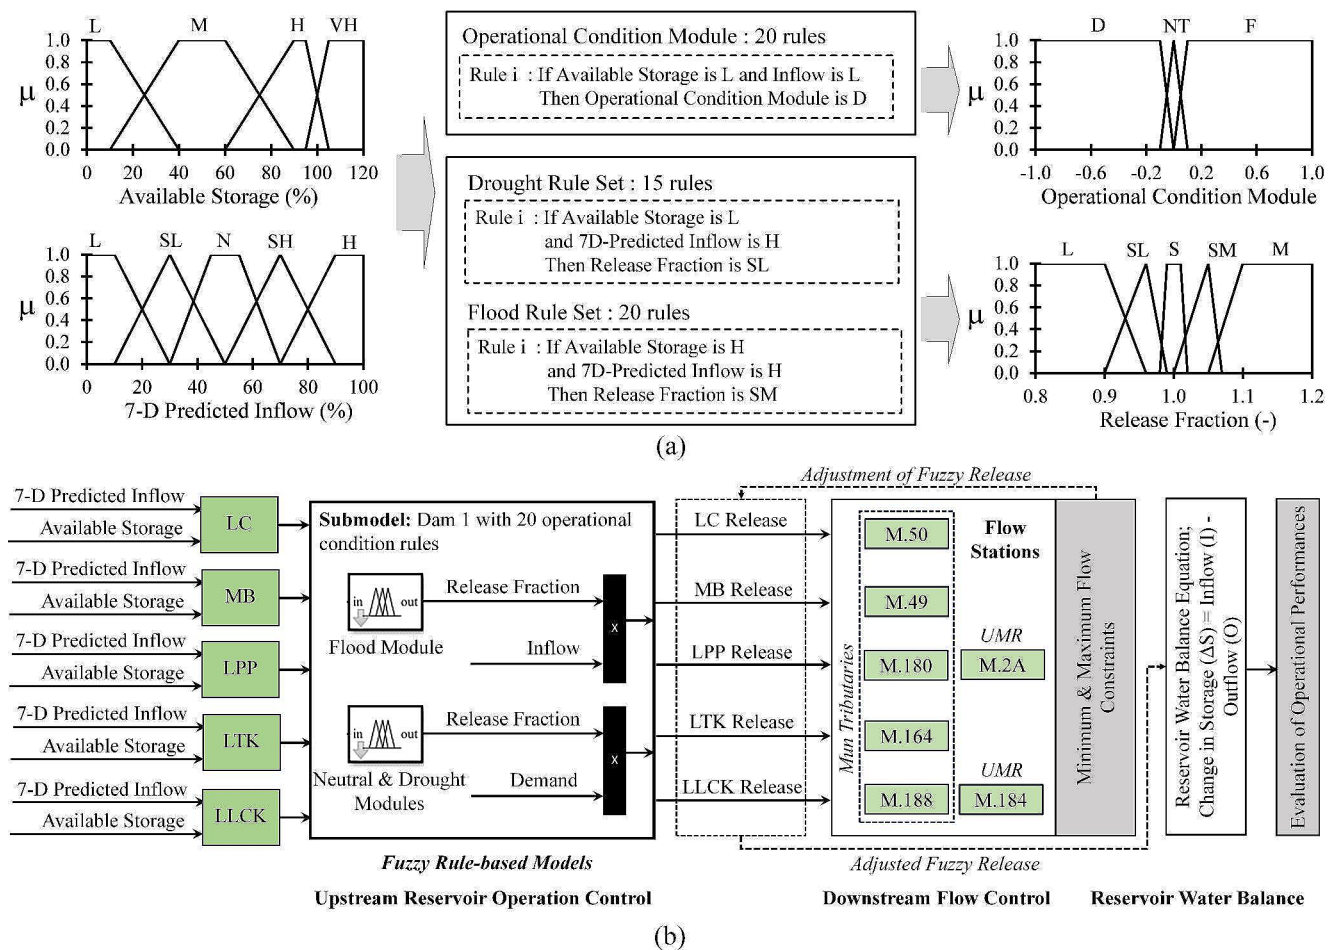 L M H VH
1.0
0.8
0.6
0.4
0.2
0.0
μ
0 20 40 60 80 100 120
Available Storage (%)
L SL N SH H
1.0
0.8
0.6
0.4
0.2
0.0
μ
0 20 40 60 80 100
7-D Predicted Inflow (%)
Operational Condition Module : 20 rules
Rule i : If Available Storage is L and Inflow is L
Then Operational Condition Module is D
Drought Rule Set : 15 rules
Rule i : If Available Storage is L
and 7D-Predicted Inflow is H
Then Release Fraction is SL
Flood Rule Set : 20 rules
Rule i : If Available Storage is H
and 7D-Predicted Inflow is H
Then Release Fraction is SM
D NT F
1.0
0.8
0.6
0.4
0.2
0.0
μ
-1.0 -0.6 -0.2 0.2 0.6 1.0
Operational Condition Module
L SL S SM M
1.0
0.8
0.6
0.4
0.2
0.0
μ
0.8 0.9 1.0 1.1 1.2
Release Fraction (-)
(a)
7-D Predicted Inflow
Available Storage
LC
7-D Predicted Inflow
Available Storage
MB
7-D Predicted Inflow
Available Storage
LPP
7-D Predicted Inflow
Available Storage
LTK
7-D Predicted Inflow
Available Storage
LLCK
Submodel: Dam 1 with 20 operational
condition rules
in out
Flood Module
Release Fraction
Inflow
X
in out
Neutral & Drought
Modules
Release Fraction
Demand
X
Fuzzy Rule-based Models
Upstream Reservoir Operation Control
Adjustment of Fuzzy Release
LC Release
MB Release
LPP Release
LTK Release
LLCK Release
Mun Tributaries
M.50
M.49
M.180
M.164
M.188
Flow
Stations
UMR
M.2A
UMR
M.184
Minimum & Maximum Flow
Constraints
Adjusted Fuzzy Release
Downstream Flow Control
Reservoir Water Balance Equation;
Change in Storage (ΔS) = Inflow (I) -
Outflow (O)
Evaluation of Operational Performances
Reservoir Water Balance
(b)